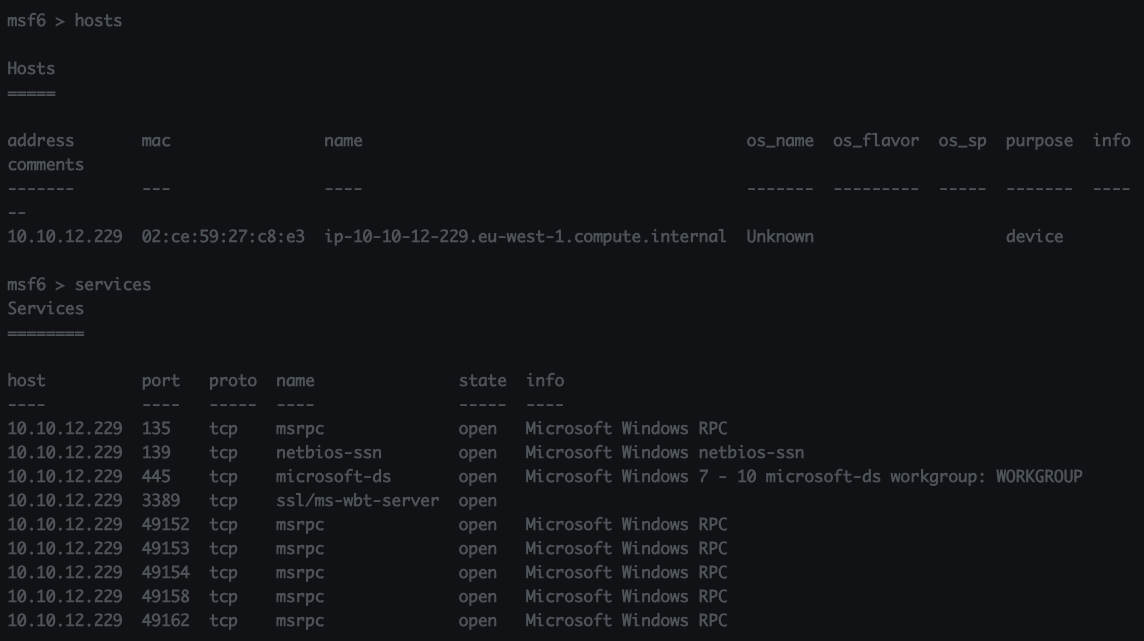 msf6 > hosts
Hosts
=====
address mac name os_name os_flavor os_sp purpose info
comments
------- --- ---- ------- --------- ----- ------- ----
--
10.10.12.229 02:ce:59:27:c8:e3 ip-10-10-12-229.eu-west-1.compute.internal Unknown device
msf6 > services
Services
========
host port proto name state info
---- ---- ----- ---- ----- ----
10.10.12.229 135 tcp msrpc open Microsoft Windows RPC
10.10.12.229 139 tcp netbios-ssn open Microsoft Windows netbios-ssn
10.10.12.229 445 tcp microsoft-ds open Microsoft Windows 7 - 10 microsoft-ds workgroup: WORKGROUP
10.10.12.229 3389 tcp ssl/ms-wbt-server open
10.10.12.229 49152 tcp msrpc open Microsoft Windows RPC
10.10.12.229 49153 tcp msrpc open Microsoft Windows RPC
10.10.12.229 49154 tcp msrpc open Microsoft Windows RPC
10.10.12.229 49158 tcp msrpc open Microsoft Windows RPC
10.10.12.229 49162 tcp msrpc open Microsoft Windows RPC